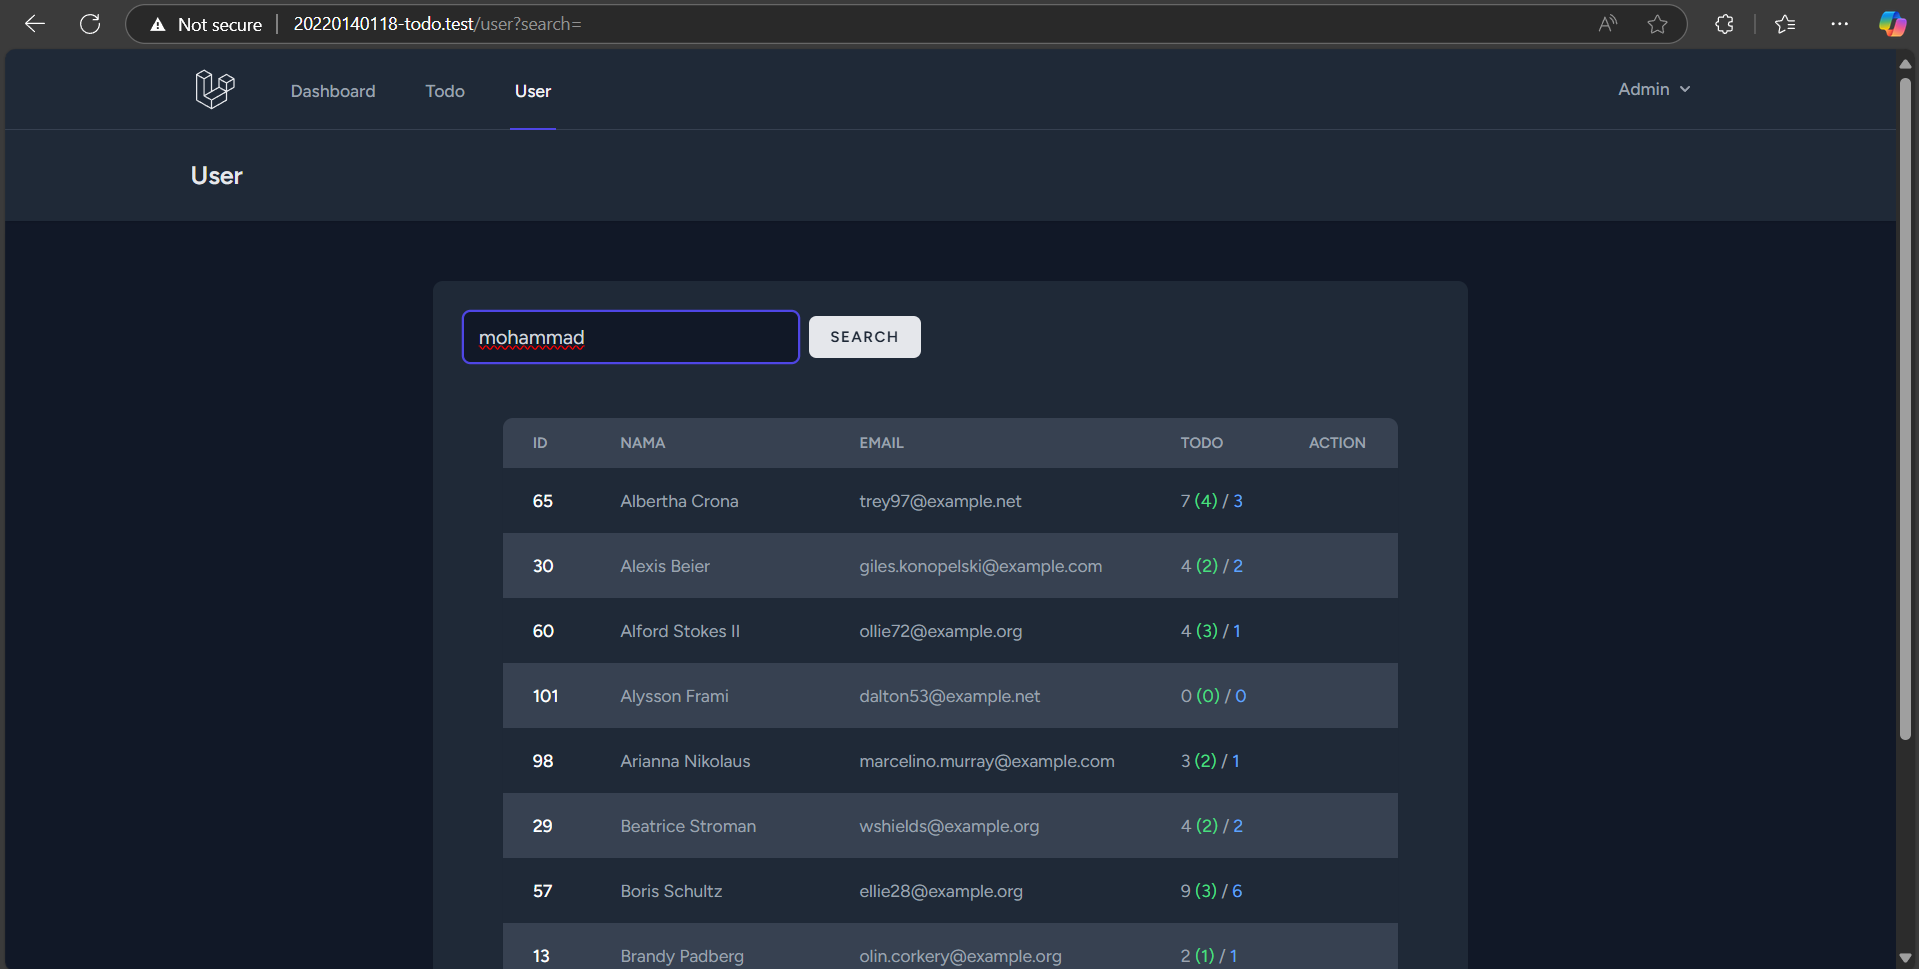 Not secure 20220140118-todo.test/user?search=
Dashboard Todo User Admin
User
mohammad SEARCH
ID NAMA EMAIL TODO ACTION
65 Albertha Crona trey97@example.net 7 (4) / 3
30 Alexis Beier giles.konopelski@example.com 4 (2) / 2
60 Alford Stokes II ollie72@example.org 4 (3) / 1
101 Alysson Frami dalton53@example.net 0 (0) / 0
98 Arianna Nikolaus marcelino.murray@example.com 3 (2) / 1
29 Beatrice Stroman wshields@example.org 4 (2) / 2
57 Boris Schultz ellie28@example.org 9 (3) / 6
13 Brandy Padberg olin.corkery@example.org 2 (1) / 1